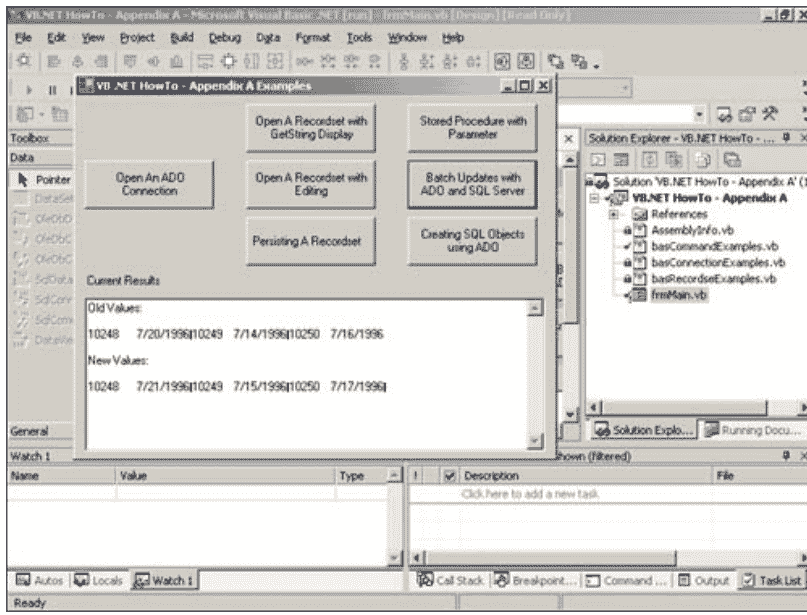 VB.NET HowTo - Appendix A - Microsoft Visual Basic .NET [run] - frmMain.vb [Design] [Read Only]
File Edit View Project Build Debug Data Format Tools Window Help
VB .NET HowTo - Appendix A Examples
Open A Recordset with GetString Display
Stored Procedure with Parameter
Open An ADO Connection
Open A Recordset with Editing
Batch Updates with ADO and SQL Server
Persisting A Recordset
Creating SQL Objects using ADO
Current Results
Old Values:
10248 7/20/1996|10249 7/14/1996|10250 7/16/1996
New Values:
10248 7/21/1996|10249 7/15/1996|10250 7/17/1996|
Toolbox
Data
Pointer
DataSet
OleDbD
OleDbC
OleDbC
SqlData
SqlConn
SqlCom
DataVie
General
Solution Explorer - VB.NET HowTo - ...
Solution 'VB.NET HowTo - Appendix A' (1
VB.NET HowTo - Appendix A
References
AssemblyInfo.vb
basCommandExamples.vb
basConnectionExamples.vb
basRecordseExamples.vb
frmMain.vb
Solution Explo... Running Docu...
Watch 1
Name Value Type
hown (filtered)
! Description File
Click here to add a new task
Autos Locals Watch 1
Call Stack Breakpoint... Command ... Output Task List
Ready